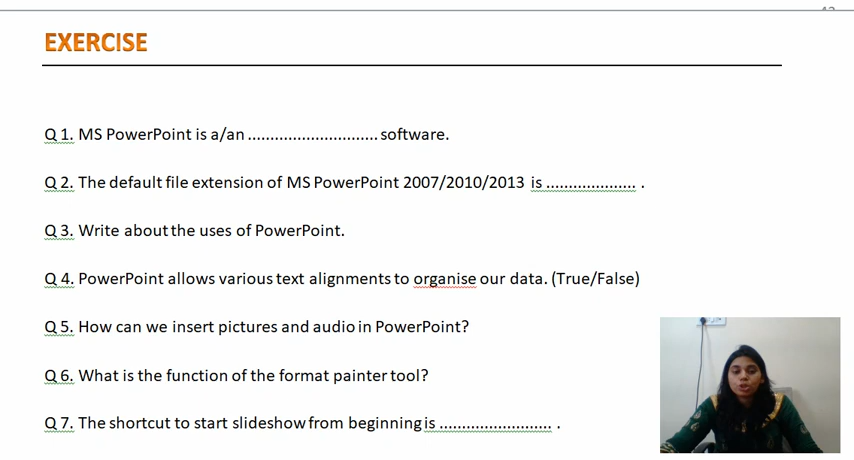 EXERCISE
Q 1. MS PowerPoint is a/an ............................. software.
Q 2. The default file extension of MS PowerPoint 2007/2010/2013 is .................... .
Q 3. Write about the uses of PowerPoint.
Q 4. PowerPoint allows various text alignments to organise our data. (True/False)
Q 5. How can we insert pictures and audio in PowerPoint?
Q 6. What is the function of the format painter tool?
Q 7. The shortcut to start slideshow from beginning is ......................... .